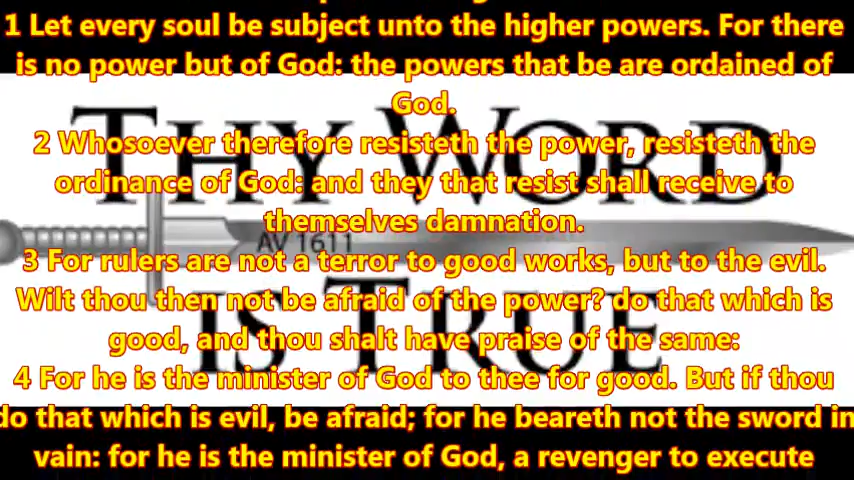 1 Let every soul be subject unto the higher powers. For there
is no power but of God: the powers that be are ordained of
God.
THY WORD
2 Whosoever therefore resisteth the power, resisteth the
ordinance of God: and they that resist shall receive to
themselves damnation.
AV 1611
3 For rulers are not a terror to good works, but to the evil.
Wilt thou then not be afraid of the power? do that which is
good, and thou shalt have praise of the same:
IS TRUE
4 For he is the minister of God to thee for good. But if thou
do that which is evil, be afraid; for he beareth not the sword in
vain: for he is the minister of God, a revenger to execute